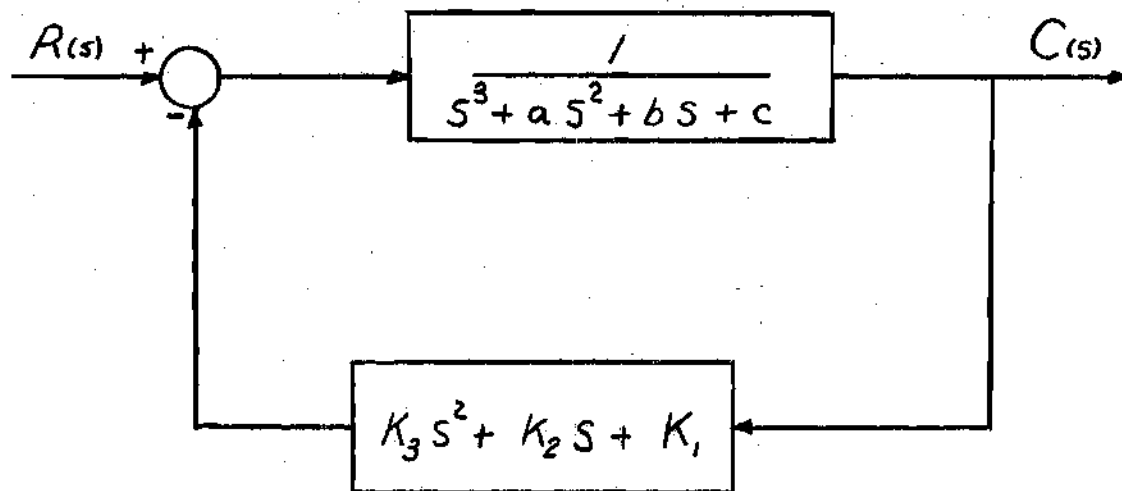 R(s)
+
-
1
S³ + a S² + b S + c
C(s)
K₃ S² + K₂ S + K₁